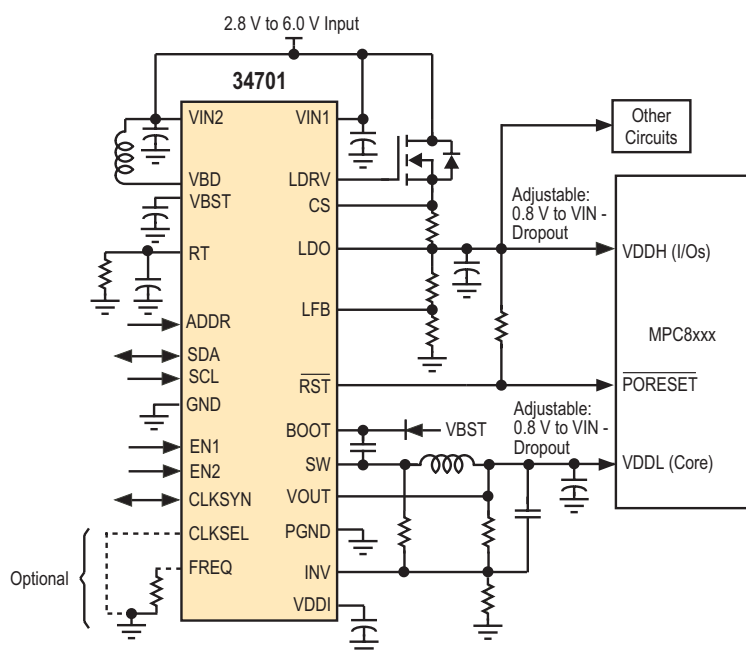 2.8 V to 6.0 V Input
34701
VIN2
VIN1
VBD
VBST
LDRV
CS
RT
LDO
LFB
ADDR
SDA
SCL
RST
GND
BOOT
VBST
EN1
SW
EN2
VOUT
CLKSYN
CLKSEL
PGND
FREQ
INV
VDDI
Optional
Other
Circuits
Adjustable:
0.8 V to VIN -
Dropout
VDDH (I/Os)
MPC8xxx
PORESET
Adjustable:
0.8 V to VIN -
Dropout
VDDL (Core)